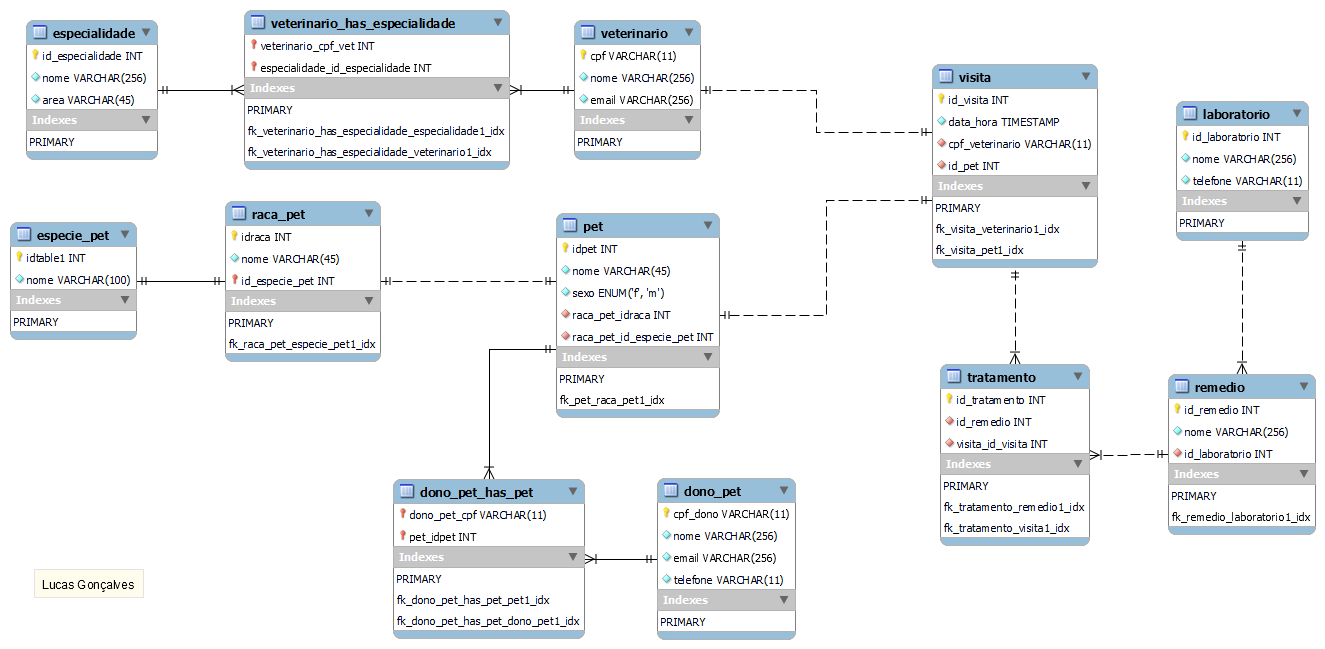 especialidade
id_especialidade INT
nome VARCHAR(256)
area VARCHAR(45)
Indexes
PRIMARY
veterinario_has_especialidade
veterinario_cpf_vet INT
especialidade_id_especialidade INT
Indexes
PRIMARY
fk_veterinario_has_especialidade_especialidade1_idx
fk_veterinario_has_especialidade_veterinario1_idx
veterinario
cpf VARCHAR(11)
nome VARCHAR(256)
email VARCHAR(256)
Indexes
PRIMARY
visita
id_visita INT
data_hora TIMESTAMP
cpf_veterinario VARCHAR(11)
id_pet INT
Indexes
PRIMARY
fk_visita_veterinario1_idx
fk_visita_pet1_idx
laboratorio
id_laboratorio INT
nome VARCHAR(256)
telefone VARCHAR(11)
Indexes
PRIMARY
especie_pet
idtable1 INT
nome VARCHAR(100)
Indexes
PRIMARY
raca_pet
idraca INT
nome VARCHAR(45)
id_especie_pet INT
Indexes
PRIMARY
fk_raca_pet_especie_pet1_idx
pet
idpet INT
nome VARCHAR(45)
sexo ENUM('f', 'm')
raca_pet_idraca INT
raca_pet_id_especie_pet INT
Indexes
PRIMARY
fk_pet_raca_pet1_idx
tratamento
id_tratamento INT
id_remedio INT
visita_id_visita INT
Indexes
PRIMARY
fk_tratamento_remedio1_idx
fk_tratamento_visita1_idx
remedio
id_remedio INT
nome VARCHAR(256)
id_laboratorio INT
Indexes
PRIMARY
fk_remedio_laboratorio1_idx
dono_pet_has_pet
dono_pet_cpf VARCHAR(11)
pet_idpet INT
Indexes
PRIMARY
fk_dono_pet_has_pet_pet1_idx
fk_dono_pet_has_pet_dono_pet1_idx
dono_pet
cpf_dono VARCHAR(11)
nome VARCHAR(256)
email VARCHAR(256)
telefone VARCHAR(11)
Indexes
PRIMARY
Lucas Gonçalves